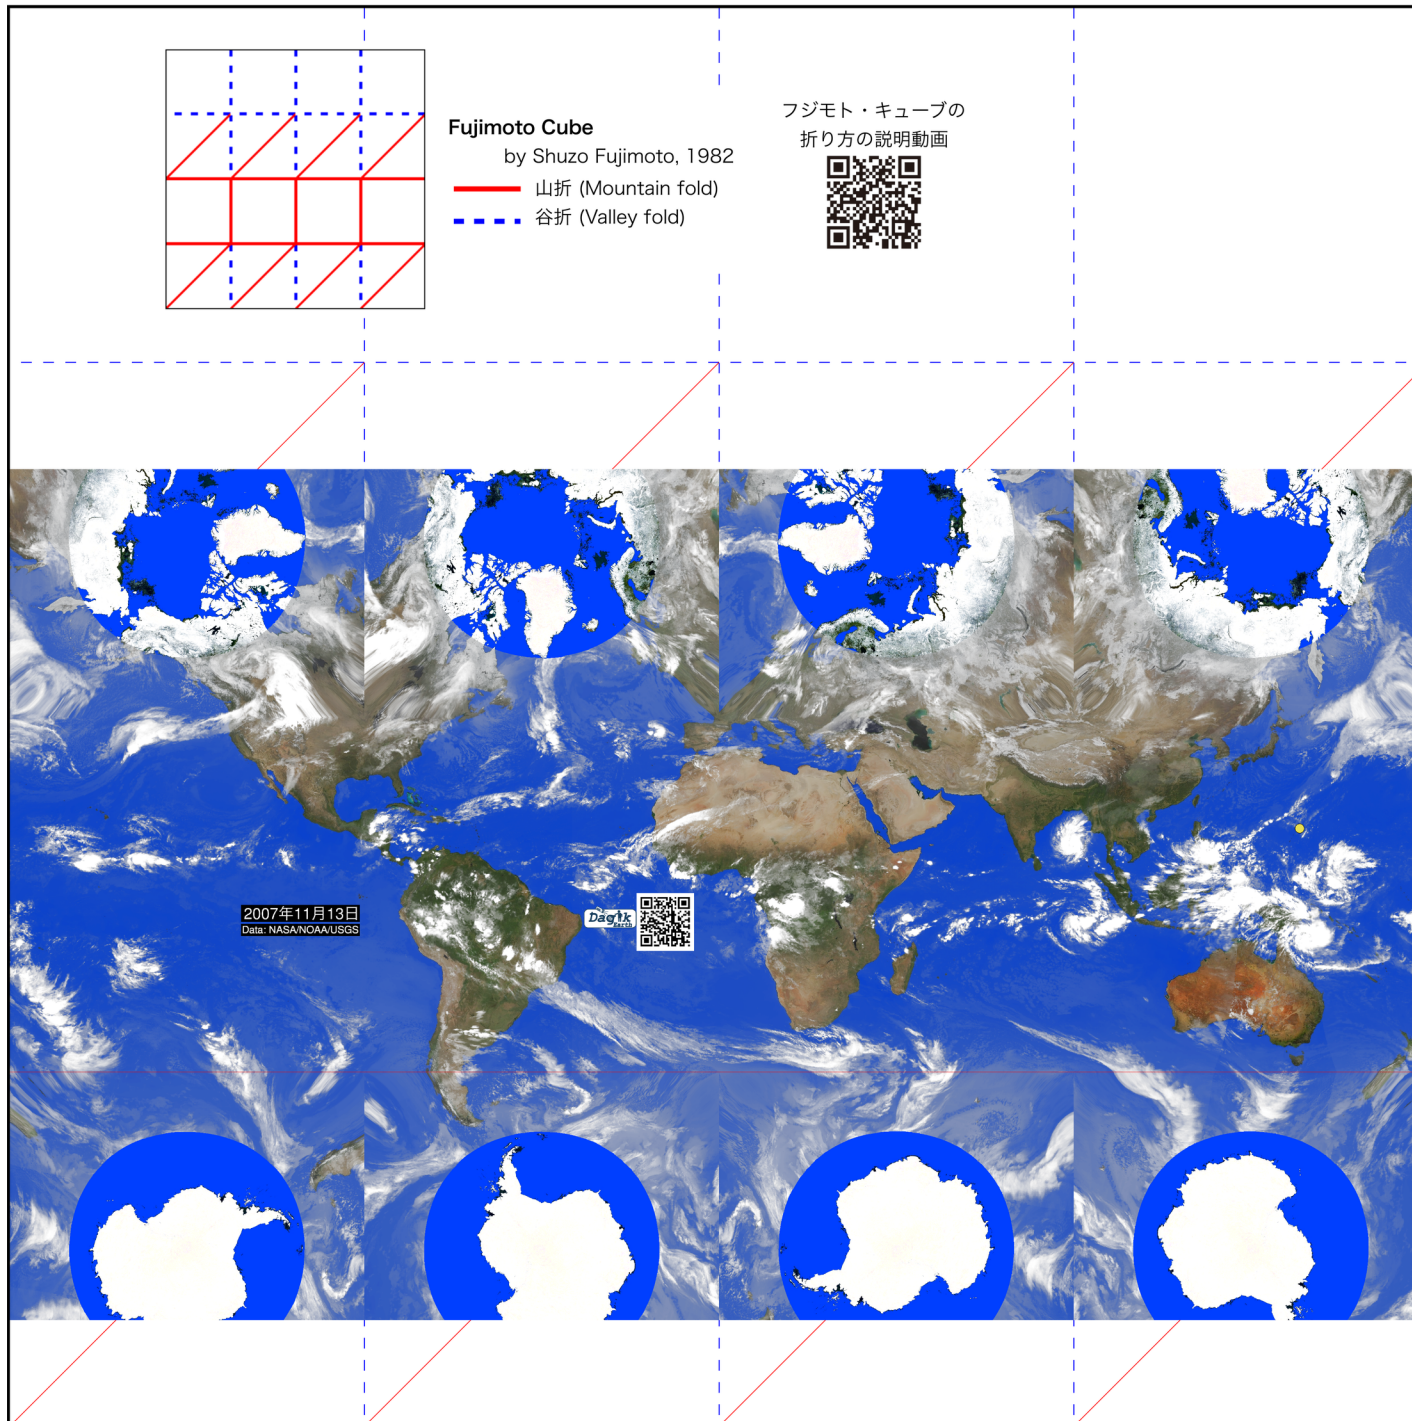 Fujimoto Cube
by Shuzo Fujimoto, 1982
山折 (Mountain fold)
谷折 (Valley fold)
フジモト・キューブの
折り方の説明動画
2007年11月13日
Data: NASA/NOAA/USGS
Dagik
Earth